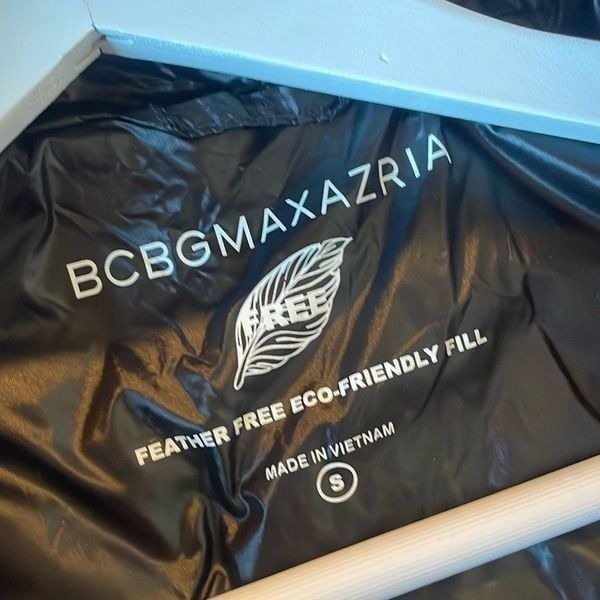 BCBGMAXAZRIA
FREE
FEATHER FREE ECO-FRIENDLY FILL
MADE IN VIETNAM
S